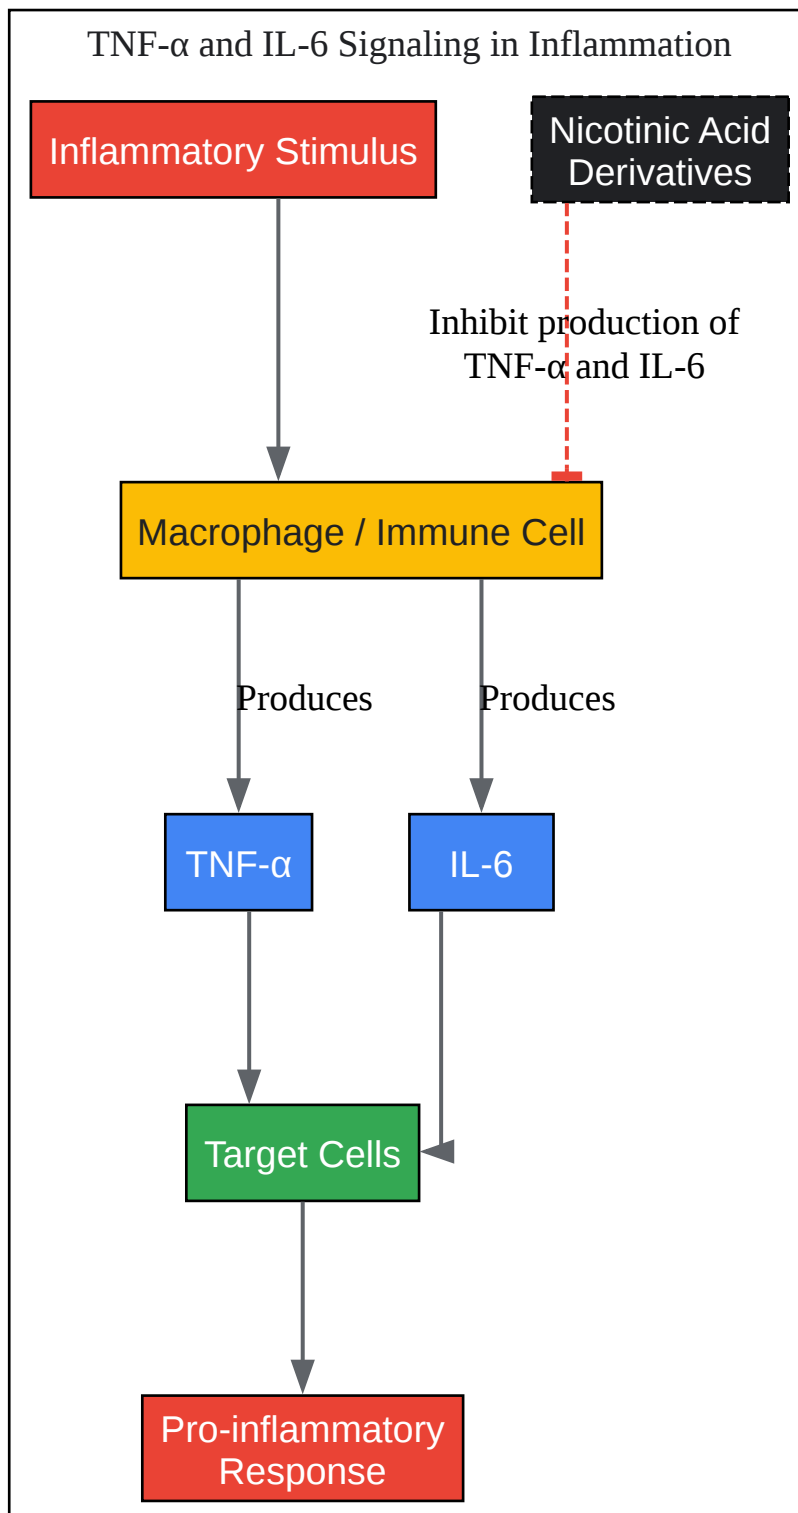 TNF-α and IL-6 Signaling in Inflammation
Inflammatory Stimulus
Nicotinic Acid
Derivatives
Inhibit production of
TNF-α and IL-6
Macrophage / Immune Cell
Produces
Produces
TNF-α
IL-6
Target Cells
Pro-inflammatory
Response